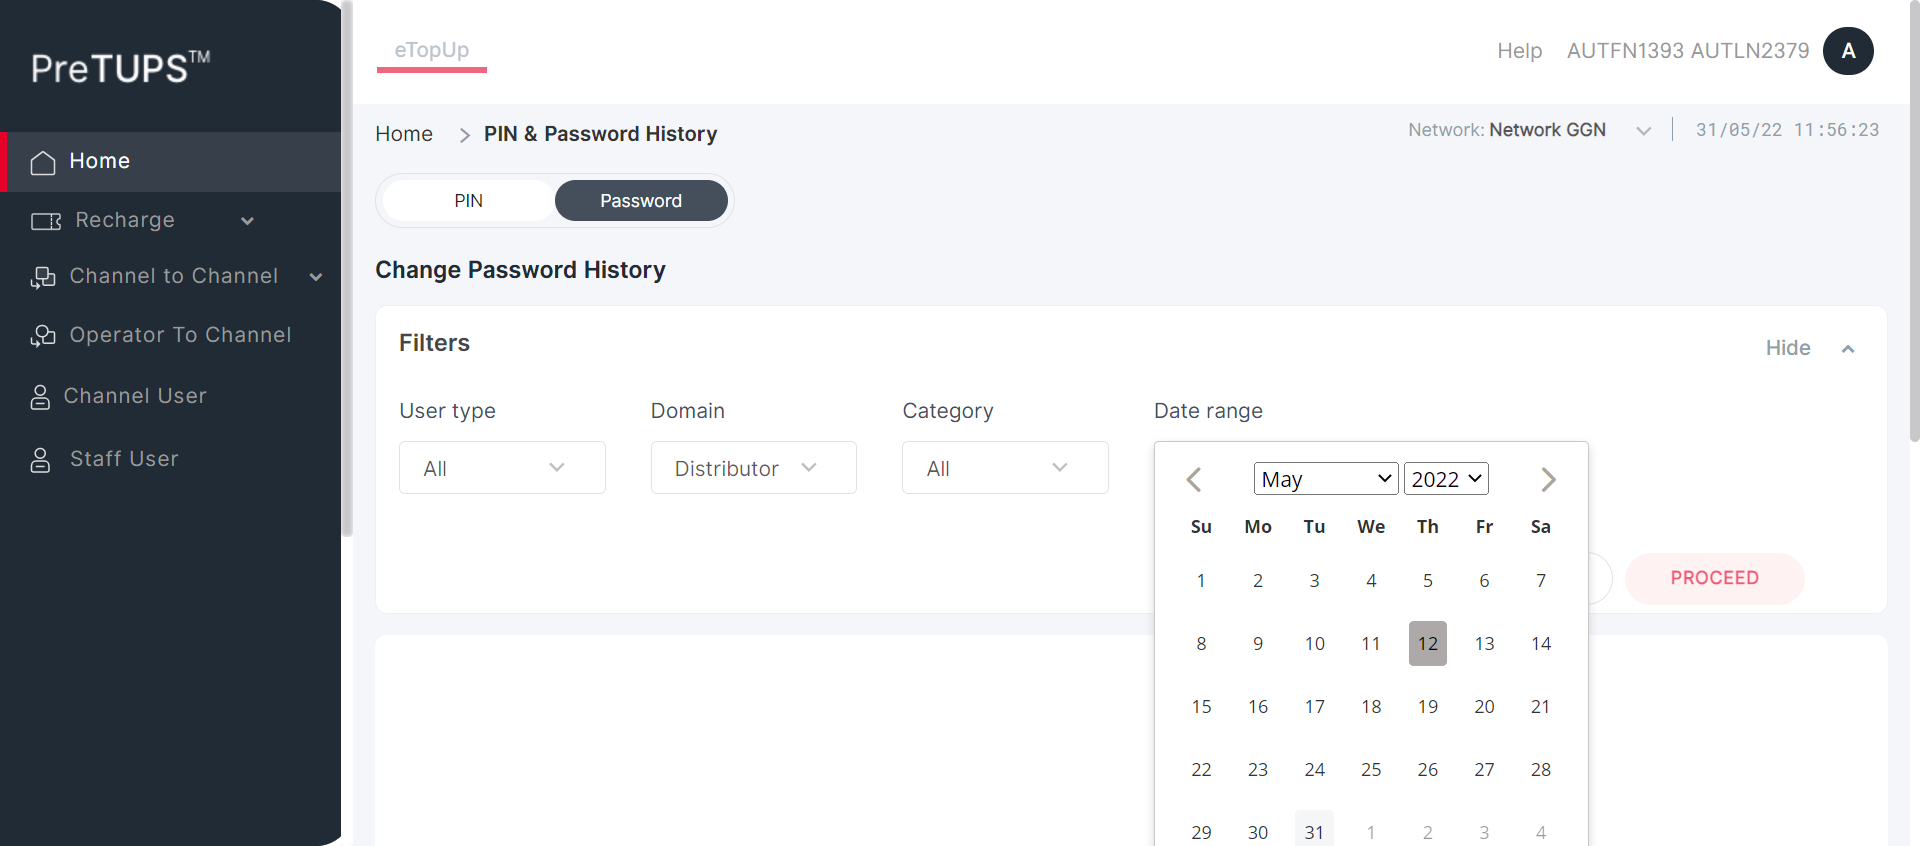 PreTUPS™
Home
Recharge
Channel to Channel
Operator To Channel
Channel User
Staff User
eTopUp
Help AUTFN1393 AUTLN2379 A
Home > PIN & Password History
Network: Network GGN 31/05/22 11:56:23
PIN Password
Change Password History
Filters
Hide
User type Domain Category Date range
All Distributor All
May 2022
Su Mo Tu We Th Fr Sa
1 2 3 4 5 6 7
PROCEED
8 9 10 11 12 13 14
15 16 17 18 19 20 21
22 23 24 25 26 27 28
29 30 31 1 2 3 4